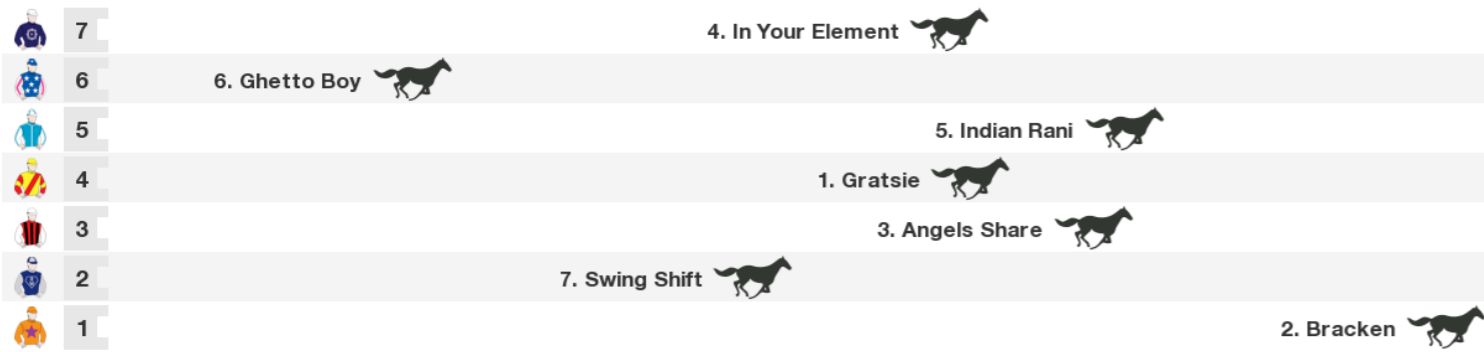 7 4. In Your Element
6 6. Ghetto Boy
5 5. Indian Rani
4 1. Gratsie
3 3. Angels Share
2 7. Swing Shift
1 2. Bracken